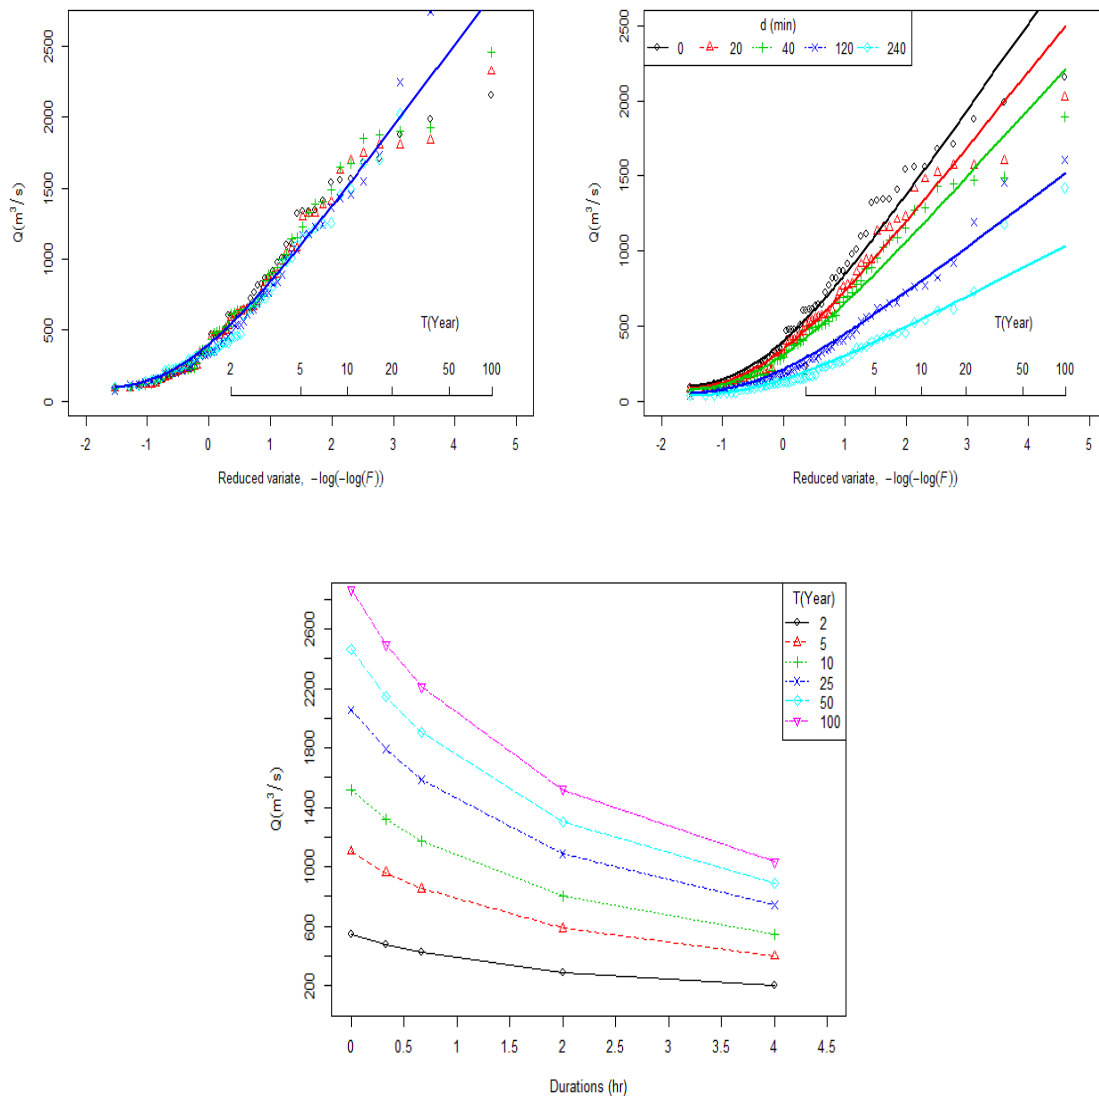 2500
2000
1500
1000
500
0
Q(m³/s)
T(Year)
2 5 10 20 50 100
-2 -1 0 1 2 3 4 5
Reduced variate, −log(−log(F))
d (min)
0 20 40 120 240
2500
2000
1500
1000
500
0
Q(m³/s)
T(Year)
5 10 20 50 100
-2 -1 0 1 2 3 4 5
Reduced variate, −log(−log(F))
T(Year)
2
5
10
25
50
100
2600
2200
1800
1400
1000
600
200
Q(m³/s)
0 0.5 1 1.5 2 2.5 3 3.5 4 4.5
Durations (hr)